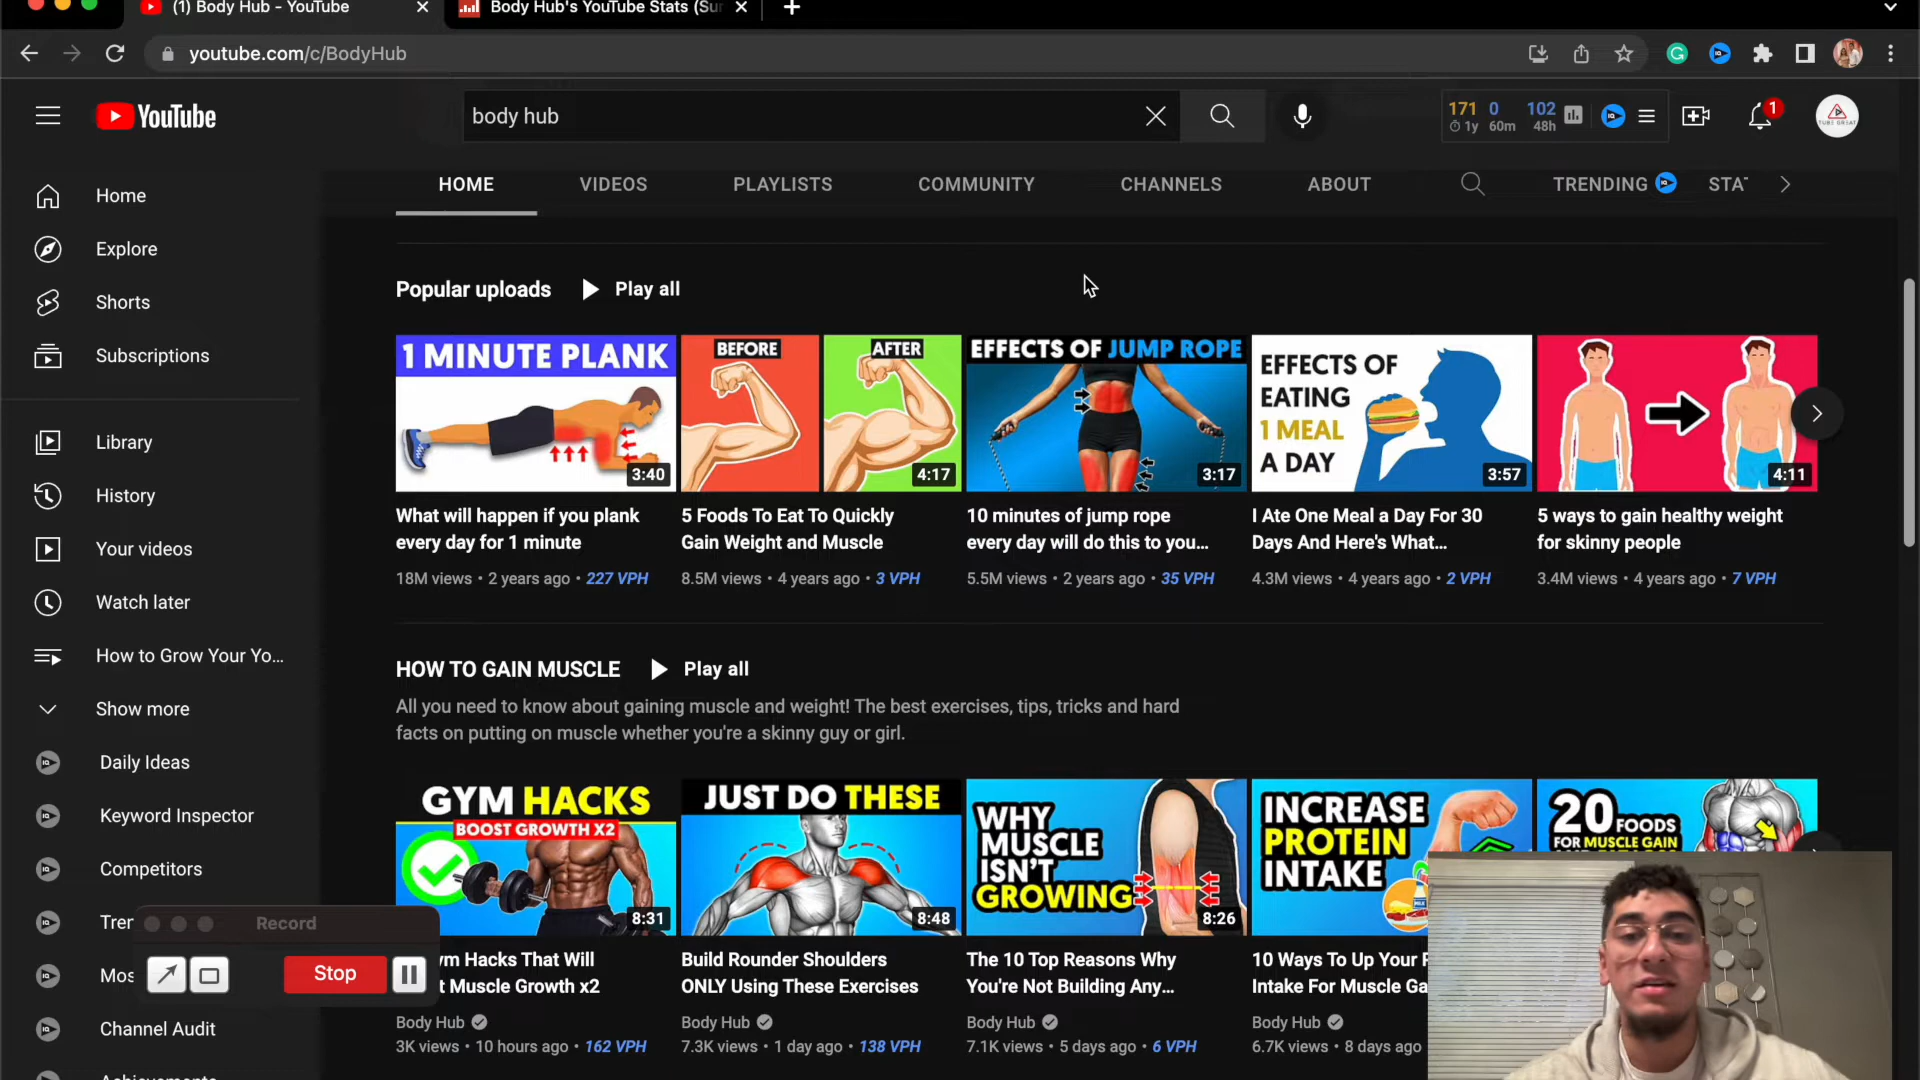 (1) Body Hub - YouTube
Body Hub's YouTube Stats (Sur
youtube.com/c/BodyHub
YouTube
body hub
171 0 102
1y 60m 48h
1
HOME VIDEOS PLAYLISTS COMMUNITY CHANNELS ABOUT TRENDING STA
Home
Explore
Shorts
Subscriptions
Library
History
Your videos
Watch later
How to Grow Your Yo...
Show more
Daily Ideas
Keyword Inspector
Competitors
Tren
Mos
Channel Audit
Record
Stop
Popular uploads Play all
1 MINUTE PLANK
3:40
What will happen if you plank
every day for 1 minute
18M views • 2 years ago • 227 VPH
BEFORE AFTER
4:17
5 Foods To Eat To Quickly
Gain Weight and Muscle
8.5M views • 4 years ago • 3 VPH
EFFECTS OF JUMP ROPE
3:17
10 minutes of jump rope
every day will do this to you...
5.5M views • 2 years ago • 35 VPH
EFFECTS OF
EATING
1 MEAL
A DAY
3:57
I Ate One Meal a Day For 30
Days And Here's What...
4.3M views • 4 years ago • 2 VPH
4:11
5 ways to gain healthy weight
for skinny people
3.4M views • 4 years ago • 7 VPH
HOW TO GAIN MUSCLE Play all
All you need to know about gaining muscle and weight! The best exercises, tips, tricks and hard
facts on putting on muscle whether you're a skinny guy or girl.
GYM HACKS
BOOST GROWTH X2
8:31
ym Hacks That Will
t Muscle Growth x2
Body Hub
3K views • 10 hours ago • 162 VPH
JUST DO THESE
8:48
Build Rounder Shoulders
ONLY Using These Exercises
Body Hub
7.3K views • 1 day ago • 138 VPH
WHY
MUSCLE
ISN'T
GROWING
8:26
The 10 Top Reasons Why
You're Not Building Any...
Body Hub
7.1K views • 5 days ago • 6 VPH
INCREASE
PROTEIN
INTAKE
10 Ways To Up Your P
Intake For Muscle Ga
Body Hub
6.7K views • 8 days ago
20 FOODS
FOR MUSCLE GAIN